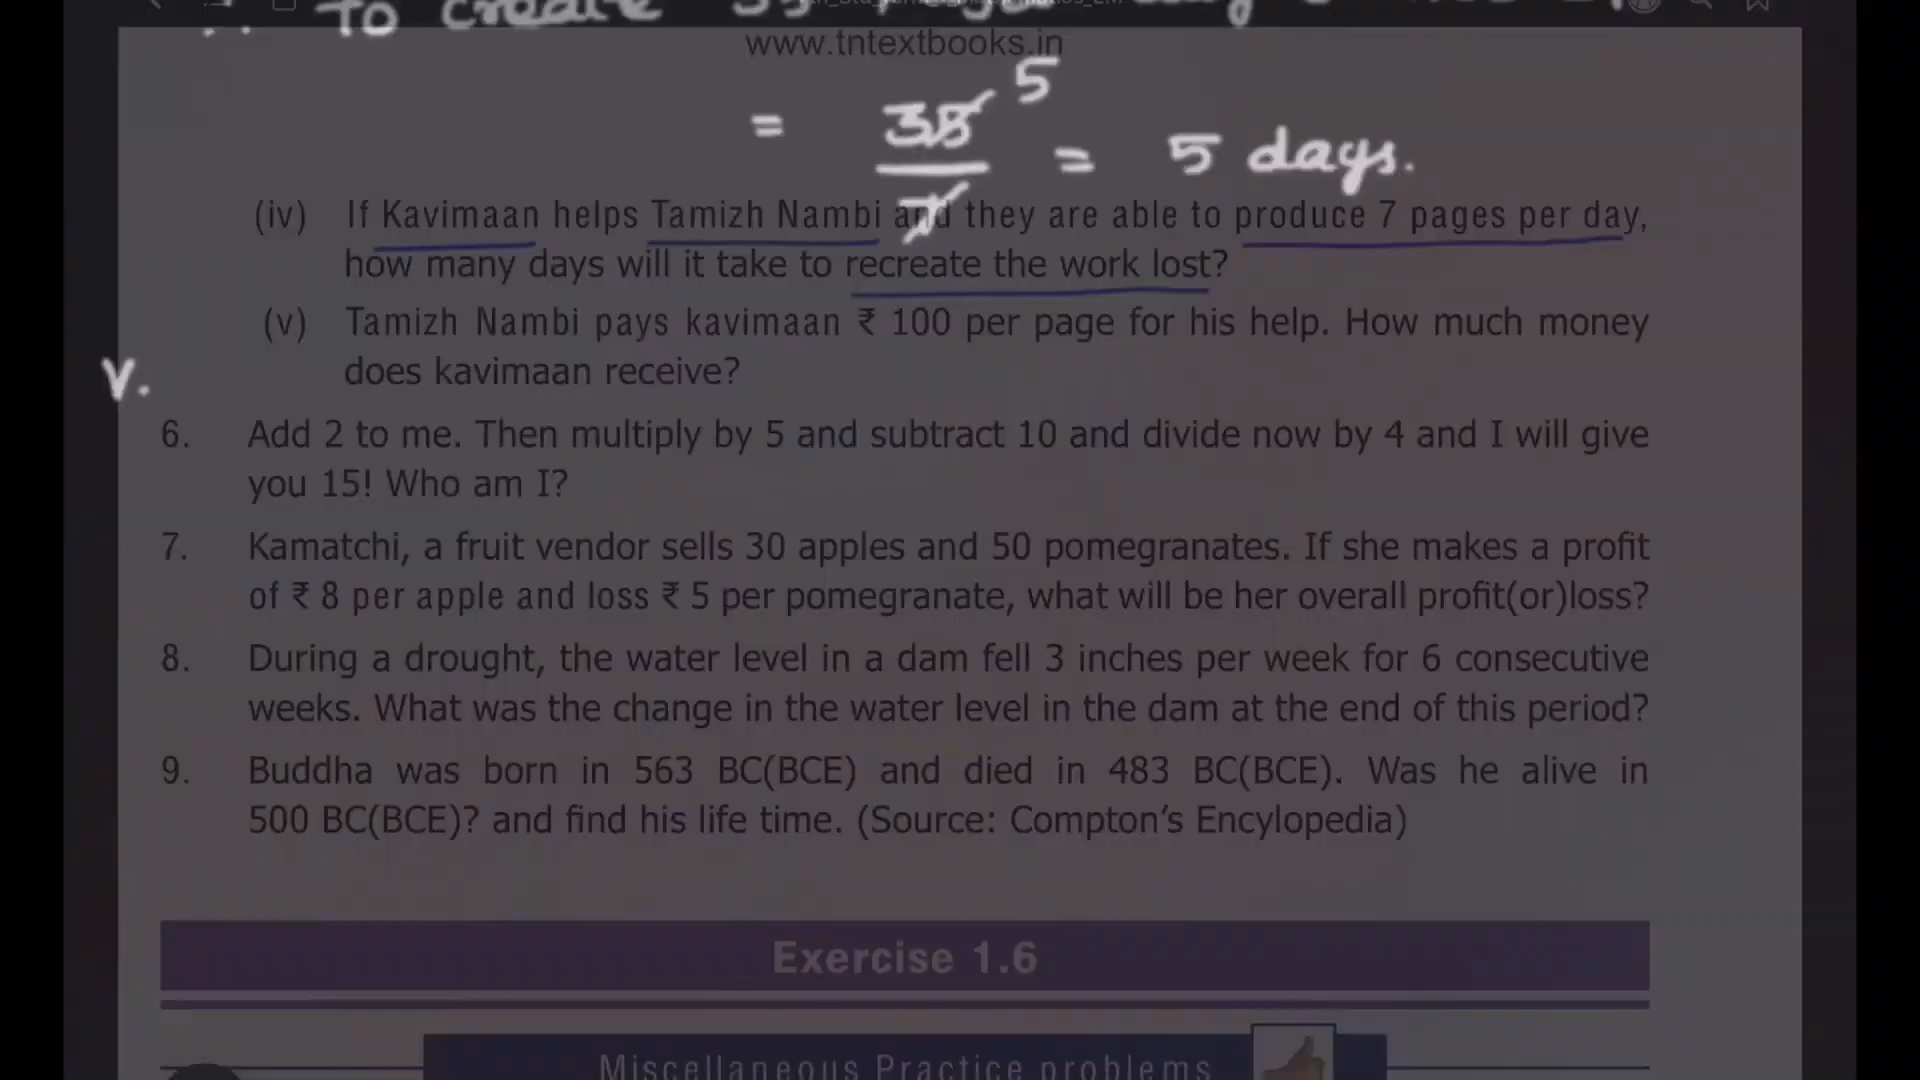 ∴ To create 35
www.tntextbooks.in
5
= 35/7 = 5 days.
(iv) If Kavimaan helps Tamizh Nambi and they are able to produce 7 pages per day,
how many days will it take to recreate the work lost?
(v) Tamizh Nambi pays kavimaan ₹ 100 per page for his help. How much money
does kavimaan receive?
v.
6. Add 2 to me. Then multiply by 5 and subtract 10 and divide now by 4 and I will give
you 15! Who am I?
7. Kamatchi, a fruit vendor sells 30 apples and 50 pomegranates. If she makes a profit
of ₹ 8 per apple and loss ₹ 5 per pomegranate, what will be her overall profit(or)loss?
8. During a drought, the water level in a dam fell 3 inches per week for 6 consecutive
weeks. What was the change in the water level in the dam at the end of this period?
9. Buddha was born in 563 BC(BCE) and died in 483 BC(BCE). Was he alive in
500 BC(BCE)? and find his life time. (Source: Compton’s Encylopedia)
Exercise 1.6
Miscellaneous Practice problems